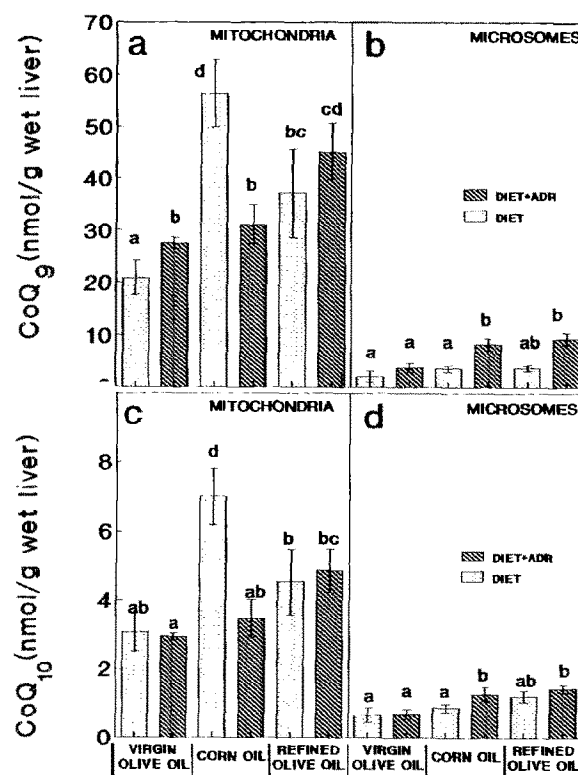 a MITOCHONDRIA
b MICROSOMES
CoQ9(nmol/g wet liver)
70
60
50
40
30
20
10
a
b
d
b
bc
cd
DIET+ADR
DIET
a
a
a
b
ab
b
c MITOCHONDRIA
d MICROSOMES
CoQ10(nmol/g wet liver)
8
6
4
2
0
ab
a
d
ab
b
bc
DIET+ADR
DIET
a
a
a
b
ab
b
VIRGIN OLIVE OIL
CORN OIL
REFINED OLIVE OIL
VIRGIN OLIVE OIL
CORN OIL
REFINED OLIVE OIL